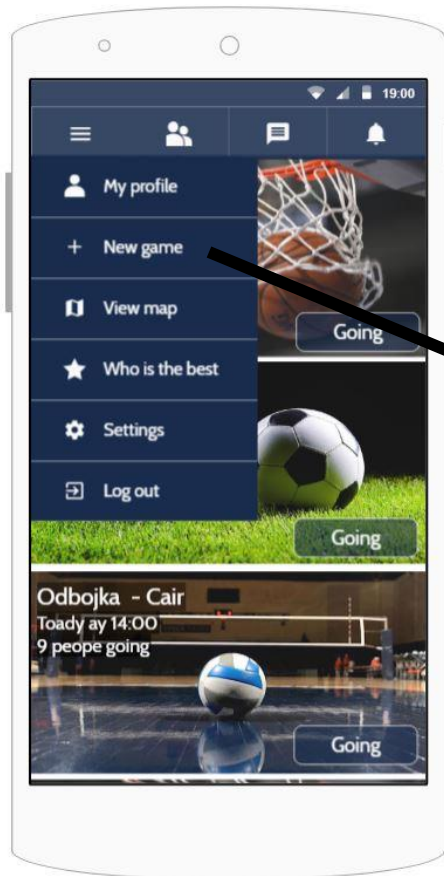 19:00
My profile
New game
View map
Who is the best
Settings
Log out
Going
Going
Odbojka - Cair
Toady ay 14:00
9 peope going
Going